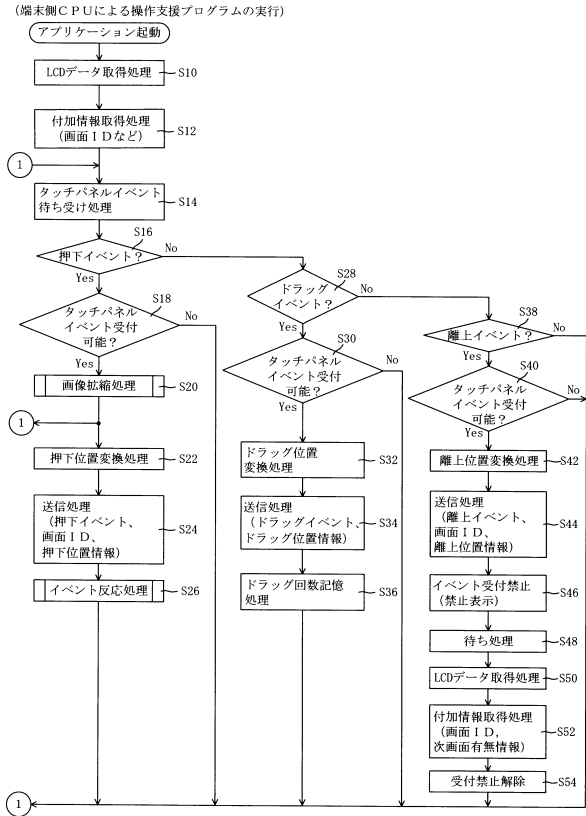 （端末側ＣＰＵによる操作支援プログラムの実行）
アプリケーション起動
LCDデータ取得処理
S10
付加情報取得処理
（画面ＩＤなど）
S12
1
タッチパネルイベント
待ち受け処理
S14
S16
押下イベント？
No
Yes
S18
タッチパネル
イベント受付
可能？
No
Yes
画像拡縮処理
S20
1
押下位置変換処理
S22
送信処理
（押下イベント、
画面ＩＤ、
押下位置情報）
S24
イベント反応処理
S26
S28
ドラッグ
イベント？
No
Yes
S30
タッチパネル
イベント受付
可能？
No
Yes
ドラッグ位置
変換処理
S32
送信処理
（ドラッグイベント、
ドラッグ位置情報）
S34
ドラッグ回数記憶
処理
S36
S38
離上イベント？
No
Yes
S40
タッチパネル
イベント受付
可能？
No
Yes
離上位置変換処理
S42
送信処理
（離上イベント、
画面ＩＤ、
離上位置情報）
S44
イベント受付禁止
（禁止表示）
S46
待ち処理
S48
LCDデータ取得処理
S50
付加情報取得処理
（画面ＩＤ,
次画面有無情報）
S52
受付禁止解除
S54
1